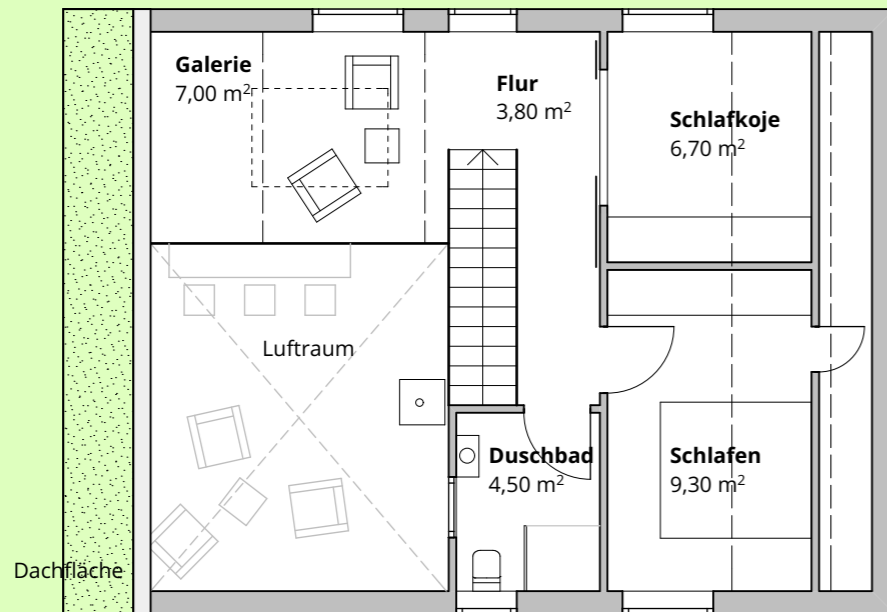 Galerie
7,00 m²
Flur
3,80 m²
Schlafkoje
6,70 m²
Luftraum
Duschbad
4,50 m²
Schlafen
9,30 m²
Dachfläche